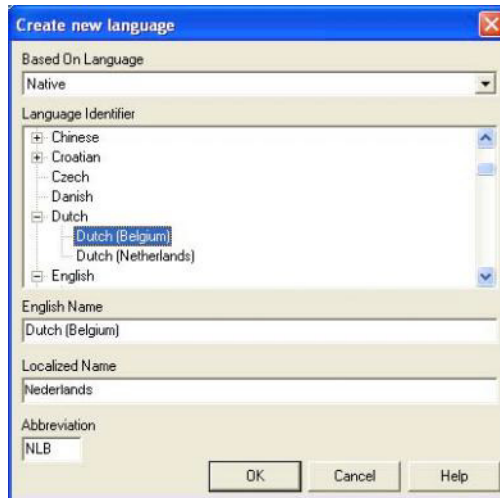 Create new language
Based On Language
Native
Language Identifier
Chinese
Croatian
Czech
Danish
Dutch
Dutch (Belgium)
Dutch (Netherlands)
English
English Name
Dutch (Belgium)
Localized Name
Nederlands
Abbreviation
NLB
OK Cancel Help